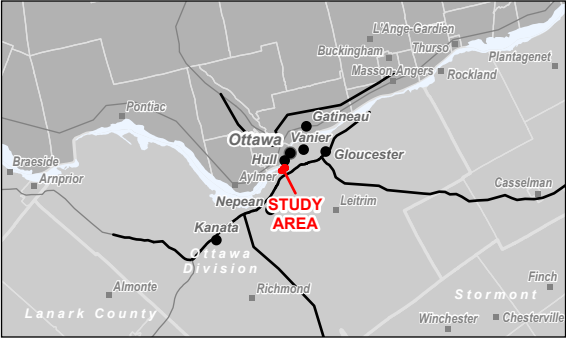 L'Ange-Gardien
Buckingham
Thurso
Plantagenet
Masson-Angers
Rockland
Pontiac
Gatineau
Ottawa
Vanier
Hull
Gloucester
Braeside
Arnprior
Aylmer
Casselman
Nepean
STUDY
AREA
Leitrim
Kanata
Ottawa
Division
Almonte
Richmond
Finch
Stormont
Lanark County
Winchester
Chesterville